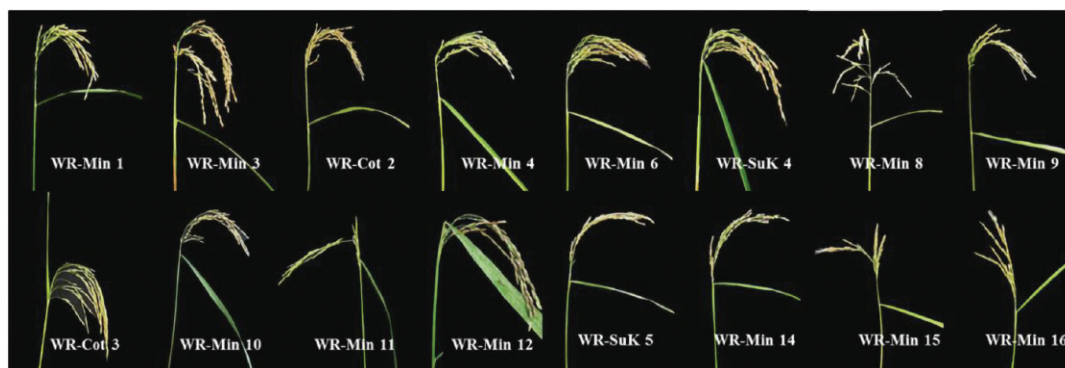 WR-Min 1
WR-Min 3
WR-Cot 2
WR-Min 4
WR-Min 6
WR-SuK 4
WR-Min 8
WR-Min 9
WR-Cot 3
WR-Min 10
WR-Min 11
WR-Min 12
WR-SuK 5
WR-Min 14
WR-Min 15
WR-Min 16